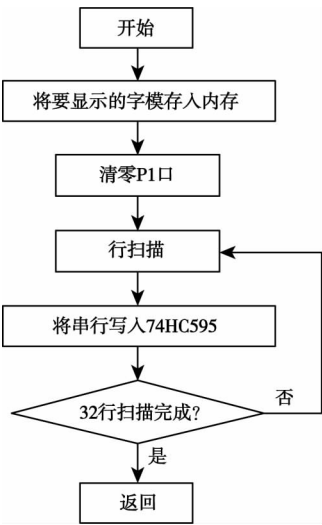 开始
将要显示的字模存入内存
清零P1口
行扫描
将串行写入74HC595
32行扫描完成?
否
是
返回